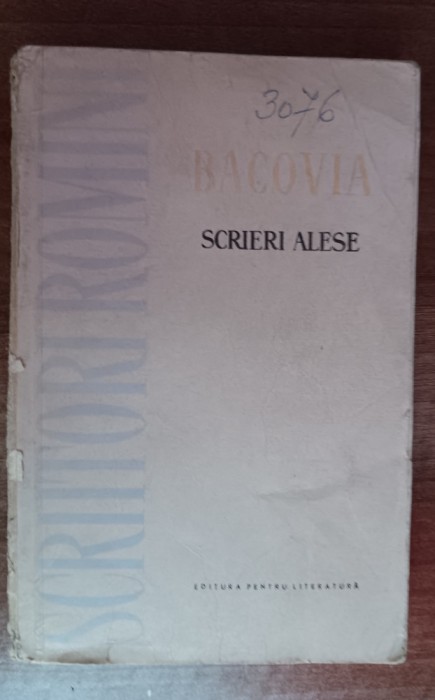 3076
BACOVIA
SCRIERI ALESE
SCRIITORI ROMÎNI
EDITURA PENTRU LITERATURĂ